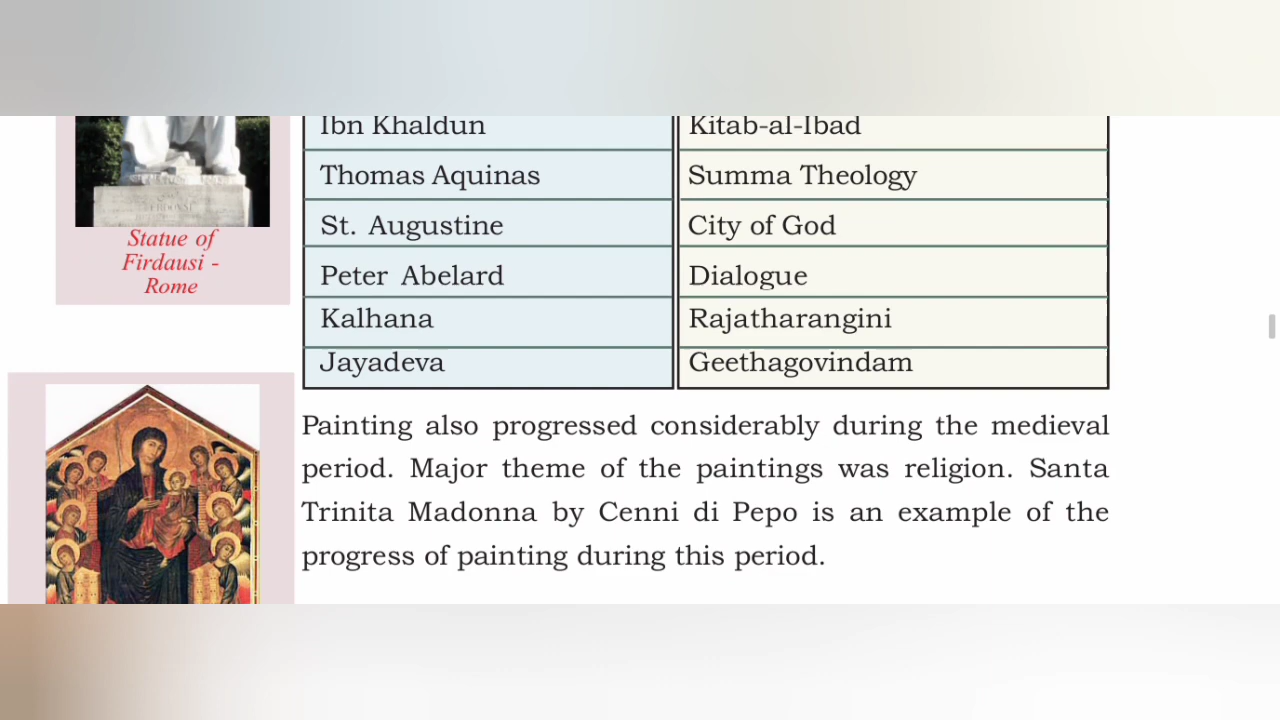 Ibn Khaldun Kitab-al-Ibad
Thomas Aquinas Summa Theology
St. Augustine City of God
Peter Abelard Dialogue
Kalhana Rajatharangini
Jayadeva Geethagovindam
Statue of
Firdausi -
Rome
Painting also progressed considerably during the medieval
period. Major theme of the paintings was religion. Santa
Trinita Madonna by Cenni di Pepo is an example of the
progress of painting during this period.